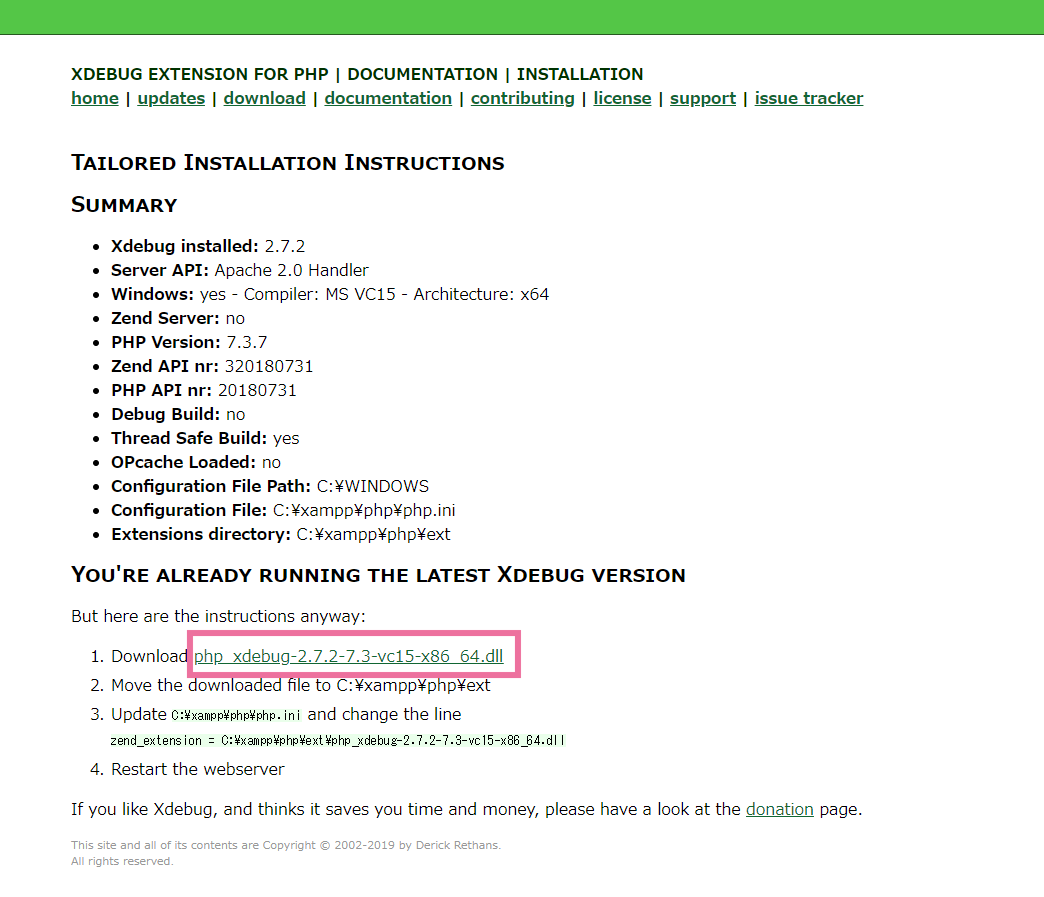 XDEBUG EXTENSION FOR PHP | DOCUMENTATION | INSTALLATION
home | updates | download | documentation | contributing | license | support | issue tracker
TAILORED INSTALLATION INSTRUCTIONS
SUMMARY
• Xdebug installed: 2.7.2
• Server API: Apache 2.0 Handler
• Windows: yes - Compiler: MS VC15 - Architecture: x64
• Zend Server: no
• PHP Version: 7.3.7
• Zend API nr: 320180731
• PHP API nr: 20180731
• Debug Build: no
• Thread Safe Build: yes
• OPcache Loaded: no
• Configuration File Path: C:¥WINDOWS
• Configuration File: C:¥xampp¥php¥php.ini
• Extensions directory: C:¥xampp¥php¥ext
YOU'RE ALREADY RUNNING THE LATEST XDEBUG VERSION
But here are the instructions anyway:
1. Download php_xdebug-2.7.2-7.3-vc15-x86_64.dll
2. Move the downloaded file to C:¥xampp¥php¥ext
3. Update C:¥xampp¥php¥php.ini and change the line
zend_extension = C:¥xampp¥php¥ext¥php_xdebug-2.7.2-7.3-vc15-x86_64.dll
4. Restart the webserver
If you like Xdebug, and thinks it saves you time and money, please have a look at the donation page.
This site and all of its contents are Copyright © 2002-2019 by Derick Rethans.
All rights reserved.